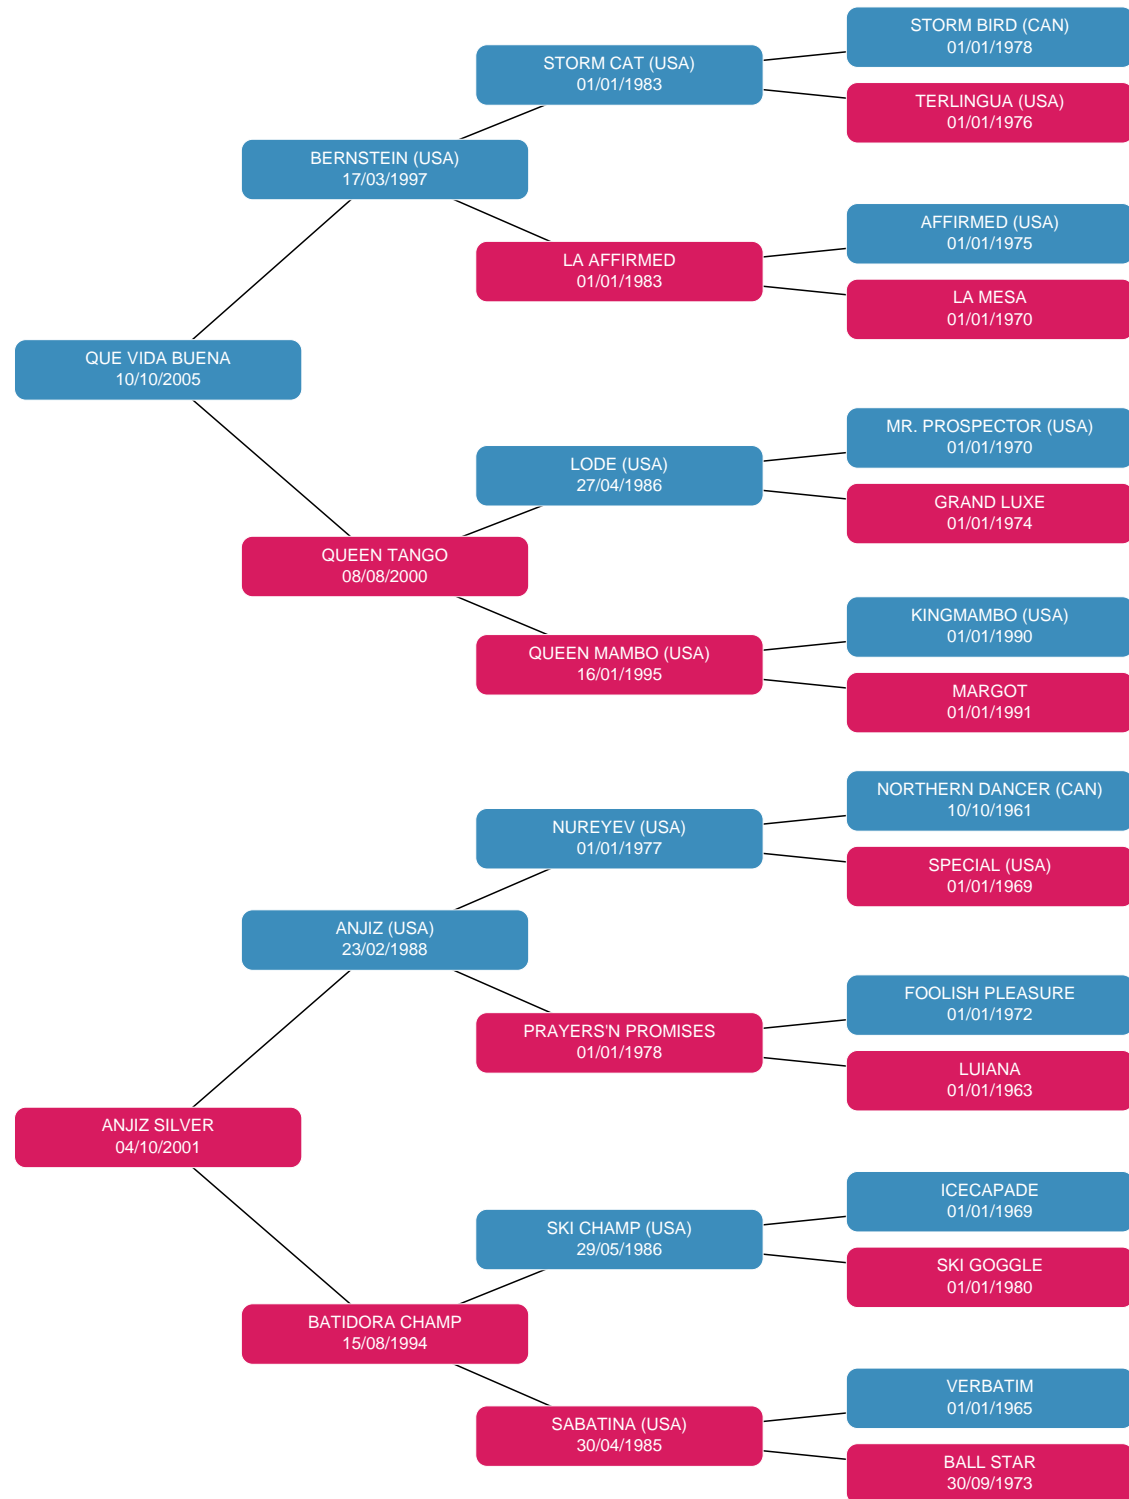 STORM BIRD (CAN)
01/01/1978
STORM CAT (USA)
01/01/1983
TERLINGUA (USA)
01/01/1976
BERNSTEIN (USA)
17/03/1997
AFFIRMED (USA)
01/01/1975
LA AFFIRMED
01/01/1983
LA MESA
01/01/1970
QUE VIDA BUENA
10/10/2005
MR. PROSPECTOR (USA)
01/01/1970
LODE (USA)
27/04/1986
GRAND LUXE
01/01/1974
QUEEN TANGO
08/08/2000
KINGMAMBO (USA)
01/01/1990
QUEEN MAMBO (USA)
16/01/1995
MARGOT
01/01/1991
NORTHERN DANCER (CAN)
10/10/1961
NUREYEV (USA)
01/01/1977
SPECIAL (USA)
01/01/1969
ANJIZ (USA)
23/02/1988
FOOLISH PLEASURE
01/01/1972
PRAYERS'N PROMISES
01/01/1978
LUIANA
01/01/1963
ANJIZ SILVER
04/10/2001
ICECAPADE
01/01/1969
SKI CHAMP (USA)
29/05/1986
SKI GOGGLE
01/01/1980
BATIDORA CHAMP
15/08/1994
VERBATIM
01/01/1965
SABATINA (USA)
30/04/1985
BALL STAR
30/09/1973